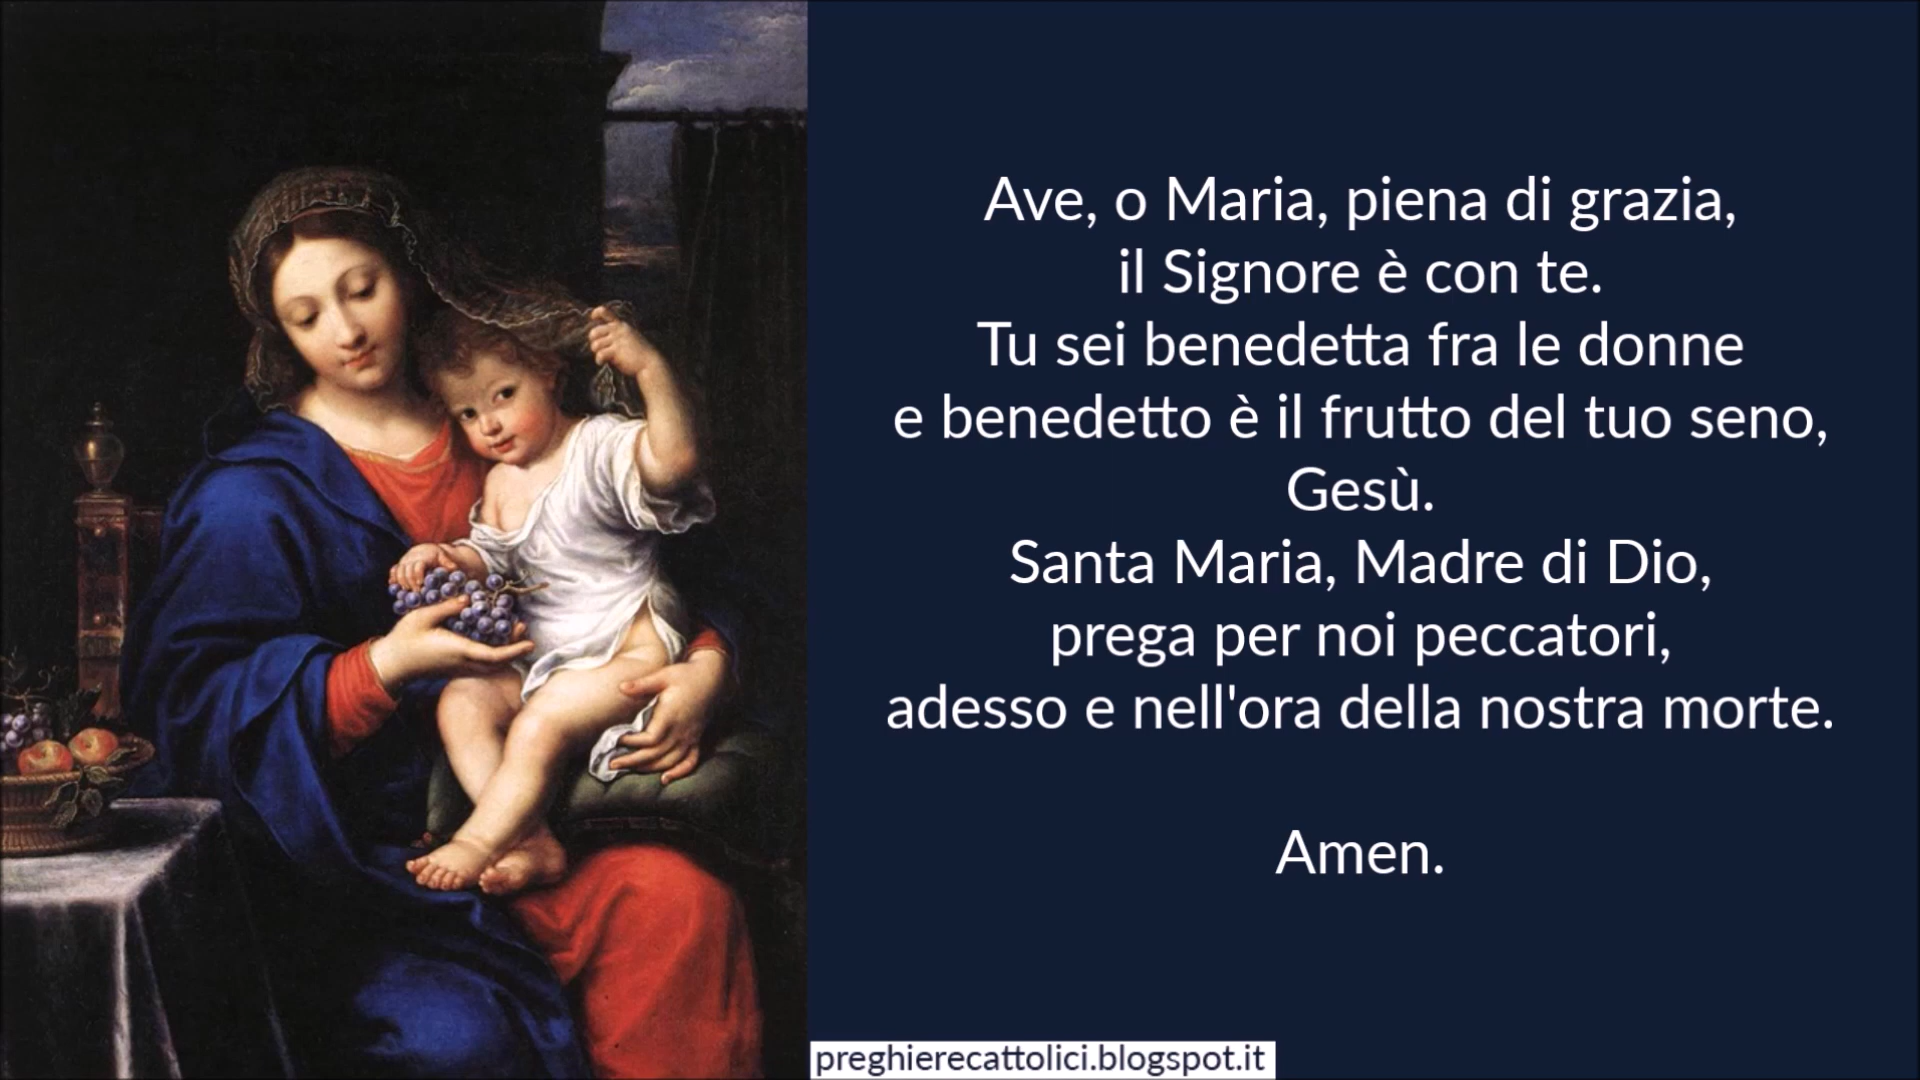 Ave, o Maria, piena di grazia,
il Signore è con te.
Tu sei benedetta fra le donne
e benedetto è il frutto del tuo seno,
Gesù.
Santa Maria, Madre di Dio,
prega per noi peccatori,
adesso e nell'ora della nostra morte.
Amen.
preghierecattolici.blogspot.it